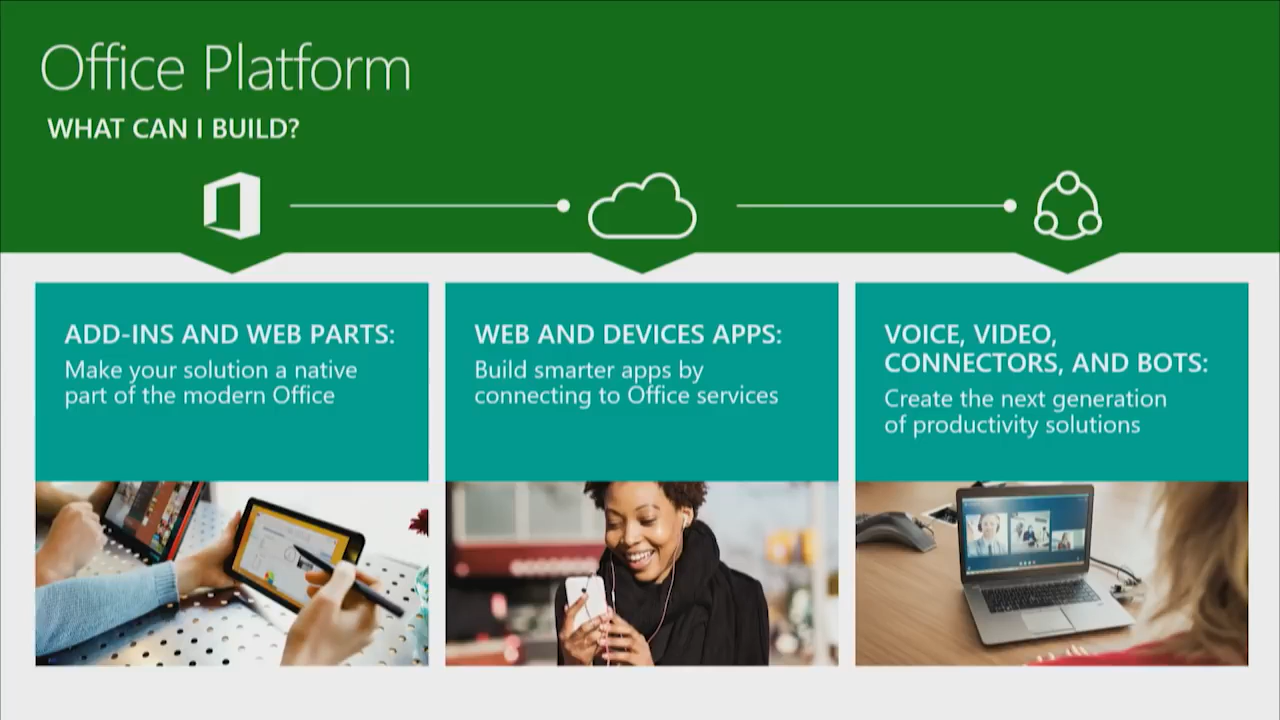 Office Platform
WHAT CAN I BUILD?
ADD-INS AND WEB PARTS:
Make your solution a native
part of the modern Office
WEB AND DEVICES APPS:
Build smarter apps by
connecting to Office services
VOICE, VIDEO,
CONNECTORS, AND BOTS:
Create the next generation
of productivity solutions